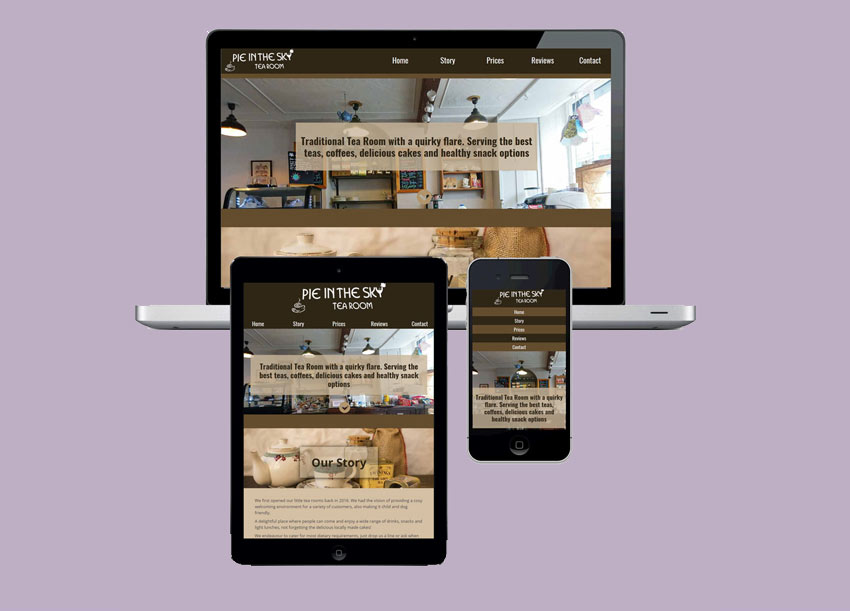 PIE IN THE SKY
TEA ROOM
Home Story Prices Reviews Contact
Traditional Tea Room with a quirky flare. Serving the best
teas, coffees, delicious cakes and healthy snack options
PIE IN THE SKY
TEA ROOM
Home Story Prices Reviews Contact
Traditional Tea Room with a quirky flare. Serving the
best teas, coffees, delicious cakes and healthy snack
options
Our Story
We first opened our little tea rooms back in 2016. We had the vision of providing a cosy
welcoming environment for a variety of customers, also making it child and dog
friendly.
A delightful place where people can come and enjoy a wide range of drinks, snacks and
light lunches, not forgetting the delicious locally made cakes!
We endeavour to cater for most dietary requirements, just drop us a line or ask when
PIE IN THE SKY
TEA ROOM
Home
Story
Prices
Reviews
Contact
Traditional Tea Room with a quirky
flare. Serving the best teas,
coffees, delicious cakes and
healthy snack options